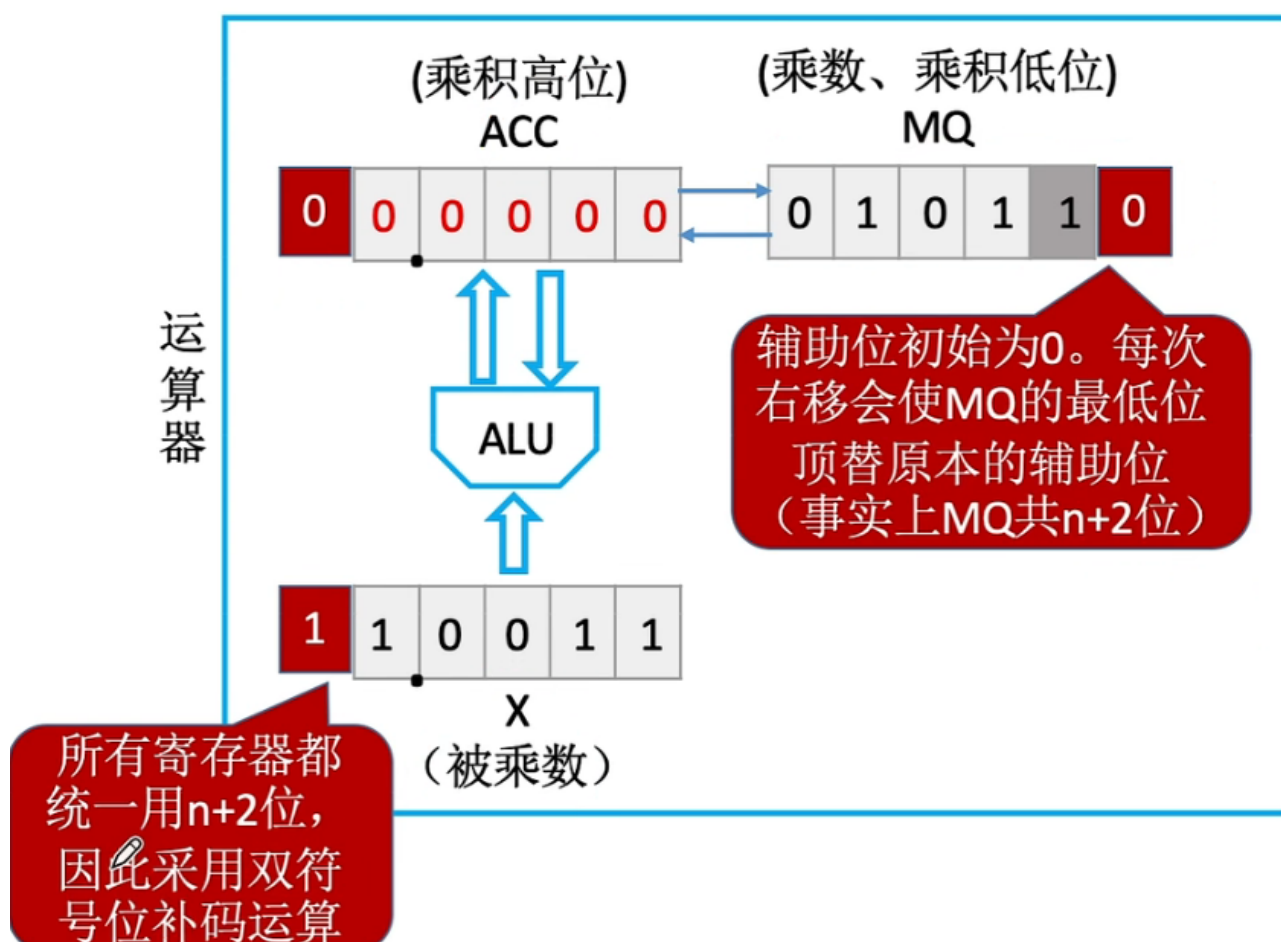 (乘积高位)
ACC
(乘数、乘积低位)
MQ
0 0 0 0 0 0
0 1 0 1 1 0
运算器
ALU
辅助位初始为0。每次
右移会使MQ的最低位
顶替原本的辅助位
（事实上MQ共n+2位）
1 1 0 0 1 1
X
（被乘数）
所有寄存器都
统一用n+2位，
因此采用双符
号位补码运算